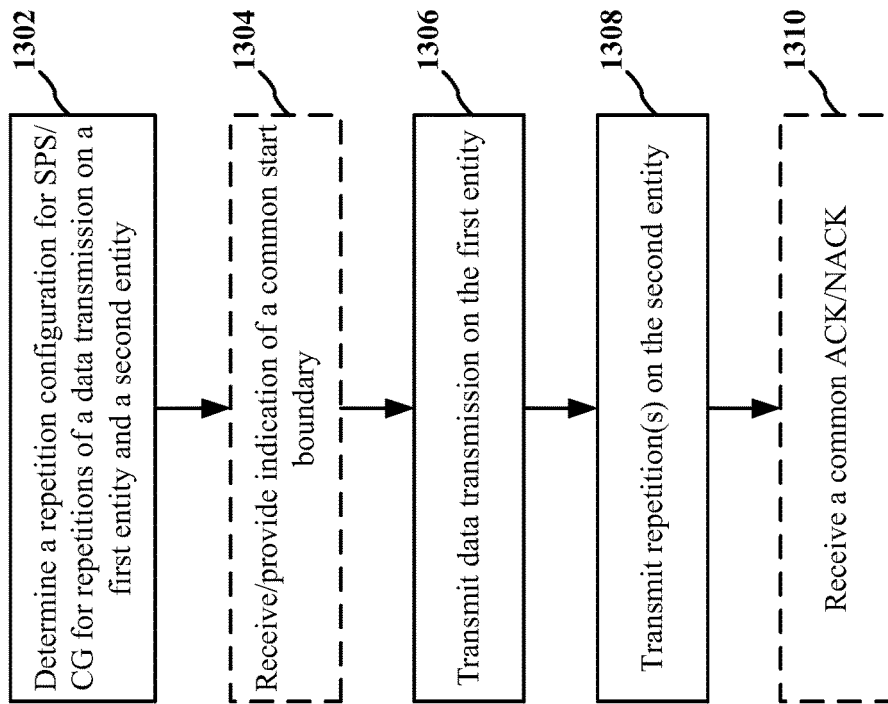 1302
Determine a repetition configuration for SPS/
CG for repetitions of a data transmission on a
first entity and a second entity
1304
Receive/provide indication of a common start
boundary
1306
Transmit data transmission on the first entity
1308
Transmit repetition(s) on the second entity
1310
Receive a common ACK/NACK